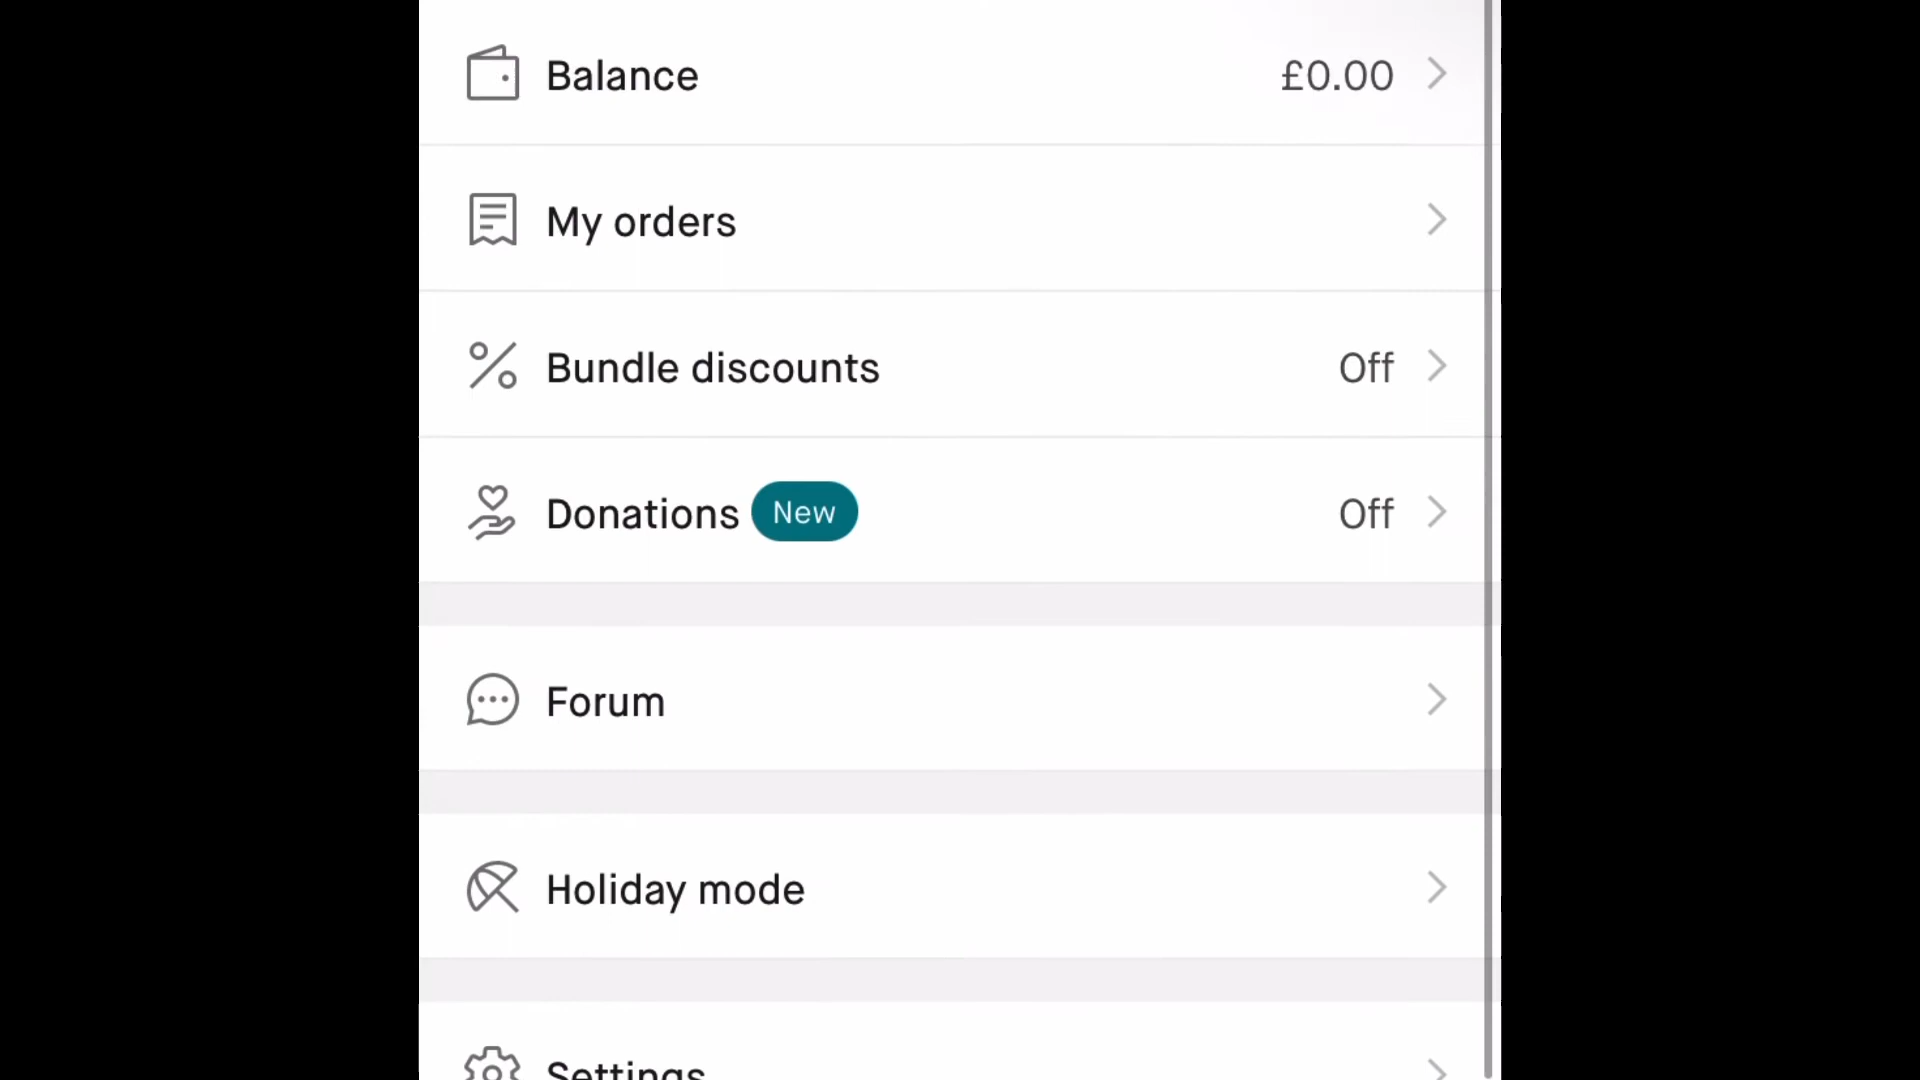 Balance £0.00
My orders
Bundle discounts Off
Donations New Off
Forum
Holiday mode
Settings